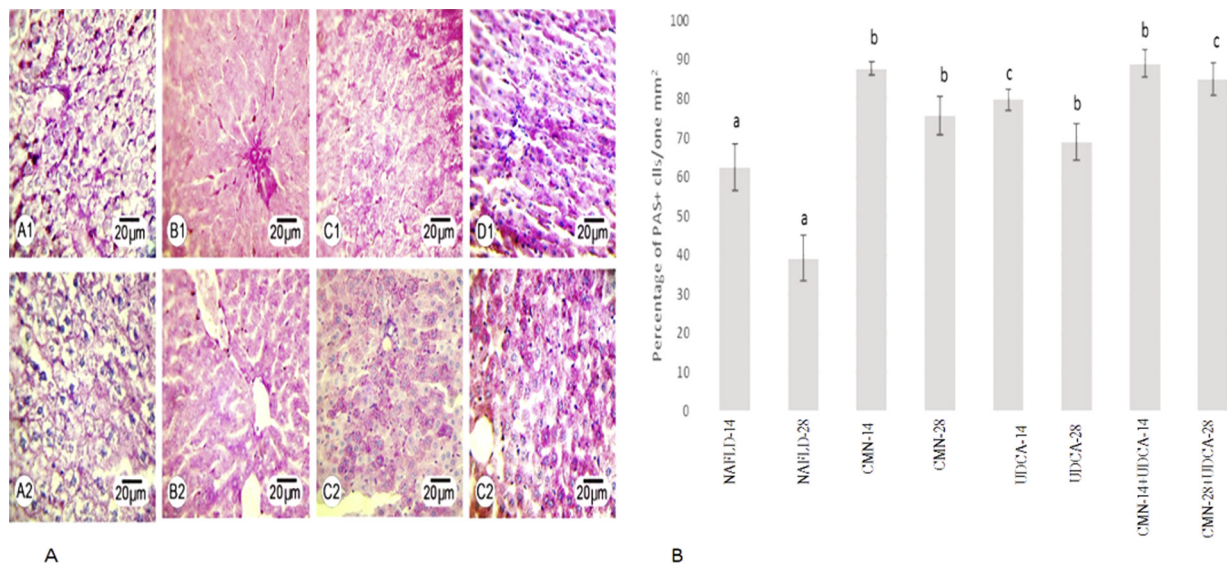 A1
20µm
B1
20µm
C1
20µm
D1
20µm
A2
20µm
B2
20µm
C2
20µm
C2
20µm
A
Percentage of PAS+ clls/one mm²
100
90
80
70
60
50
40
30
20
10
0
a
a
b
b
c
b
b
c
NAFLD-14
NAFLD-28
CMN-14
CMN-28
UDCA-14
UDCA-28
CMN-14+UDCA-14
CMN-28+UDCA-28
B